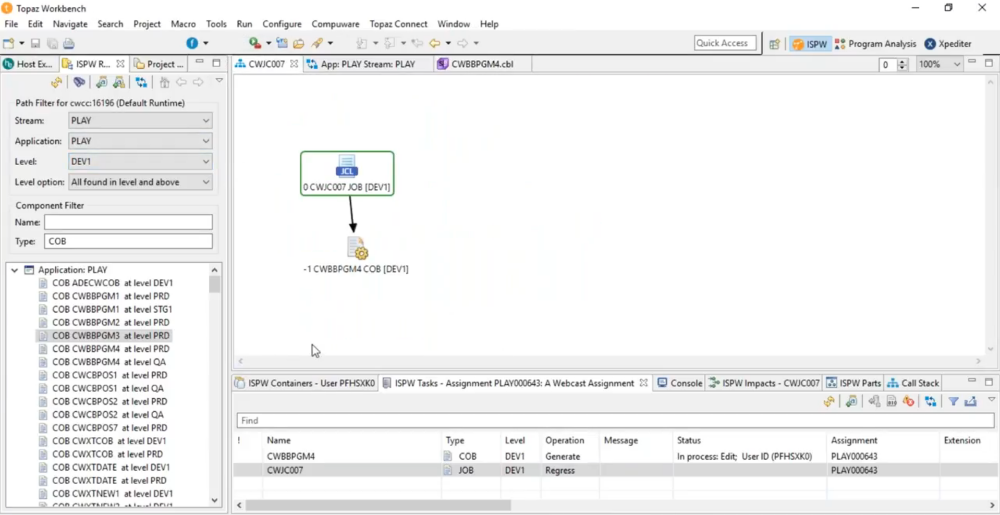 Topaz Workbench
File Edit Navigate Search Project Macro Tools Run Configure Compuware Topaz Connect Window Help
Quick Access ISPW Program Analysis Xpediter
Host Ex... ISPW R... Project ...
Path Filter for cwcc:16196 (Default Runtime)
Stream: PLAY
Application: PLAY
Level: DEV1
Level option: All found in level and above
Component Filter
Name:
Type: COB
Application: PLAY
COB ADECWCOB at level DEV1
COB CWBBPGM1 at level PRD
COB CWBBPGM1 at level STG1
COB CWBBPGM2 at level PRD
COB CWBBPGM3 at level PRD
COB CWBBPGM4 at level PRD
COB CWBBPGM4 at level QA
COB CWCBPOS1 at level PRD
COB CWCBPOS1 at level QA
COB CWCBPOS2 at level PRD
COB CWCBPOS2 at level QA
COB CWCBPOS7 at level PRD
COB CWXTCOB at level DEV1
COB CWXTCOB at level PRD
COB CWXTDATE at level DEV1
COB CWXTDATE at level PRD
COB CWXTNEW1 at level DEV1
COB CWXTNEW2 at level DEV1
CWJC007 App: PLAY Stream: PLAY CWBBPGM4.cbl
0 100%
JCL
0 CWJC007 JOB [DEV1]
-1 CWBBPGM4 COB [DEV1]
ISPW Containers - User PFHSXK0 ISPW Tasks - Assignment PLAY000643: A Webcast Assignment Console ISPW Impacts - CWJC007 ISPW Parts Call Stack
Find
! Name Type Level Operation Message Status Assignment Extension
CWBBPGM4 COB DEV1 Generate In process: Edit; User ID (PFHSXK0) PLAY000643
CWJC007 JOB DEV1 Regress PLAY000643